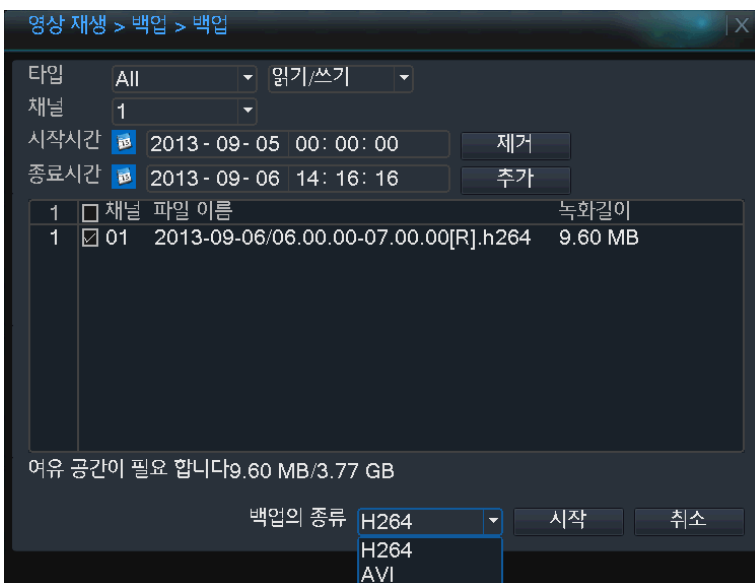 영상 재생 > 백업 > 백업 X
타입 All 읽기/쓰기
채널 1
시작시간 15 2013 - 09 - 05 00 : 00 : 00 제거
종료시간 15 2013 - 09 - 06 14 : 16 : 16 추가
1 채널 파일 이름 녹화길이
1 01 2013-09-06/06.00.00-07.00.00[R].h264 9.60 MB
여유 공간이 필요 합니다9.60 MB/3.77 GB
백업의 종류 H264 시작 취소
H264
AVI